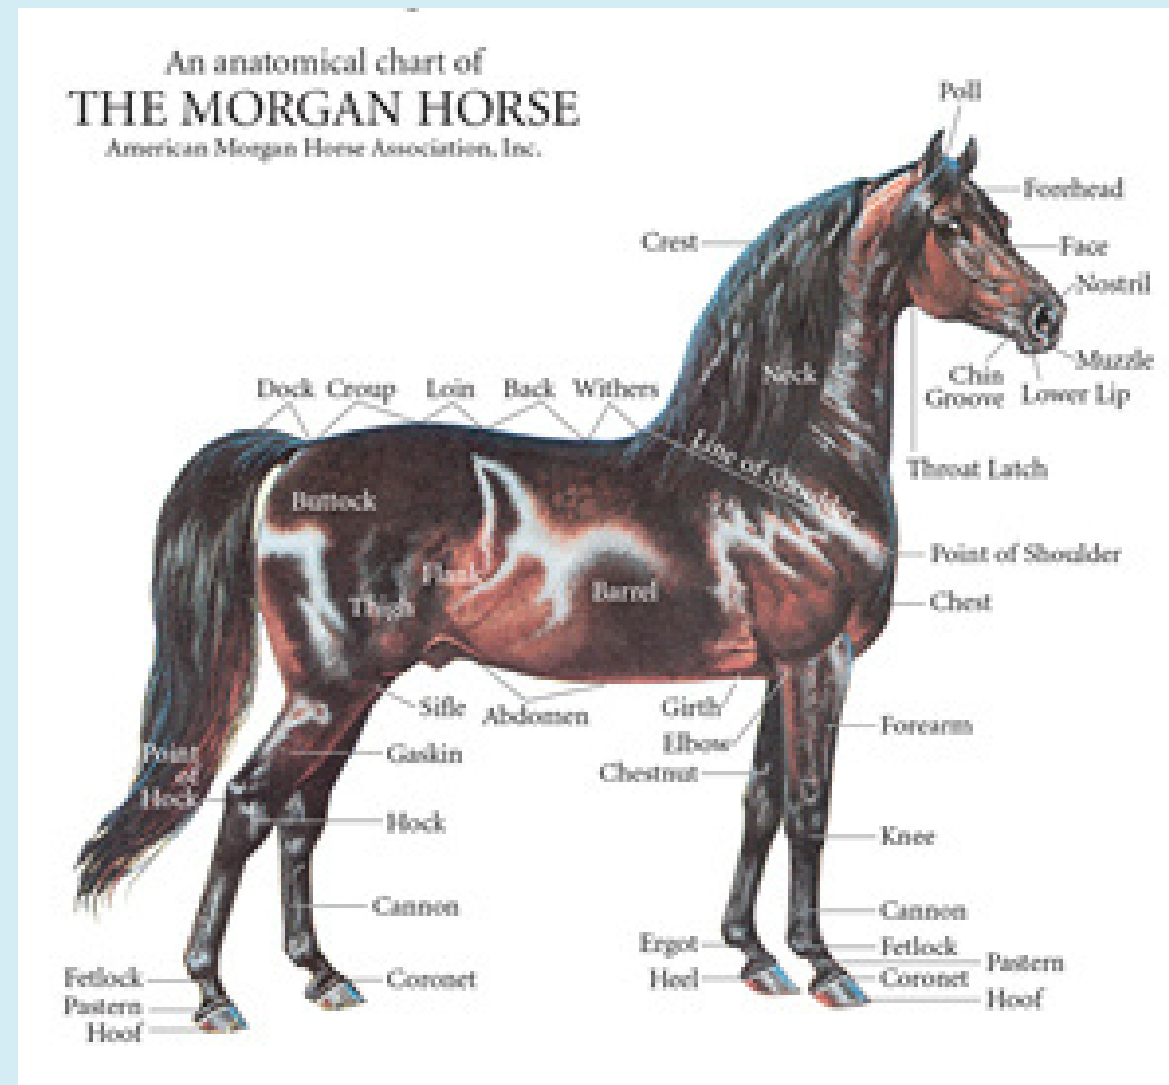 An anatomical chart of
THE MORGAN HORSE
American Morgan Horse Association, Inc.
Poll
Forehead
Crest
Face
Nostril
Muzzle
Chin
Groove
Lower Lip
Neck
Throat Latch
Dock
Croup
Loin
Back
Withers
Line of Shoulder
Buttock
Point of Shoulder
Flank
Barrel
Thigh
Chest
Sifle
Abdomen
Girth
Elbow
Forearm
Gaskin
Chestnut
Point
of
Hock
Hock
Knee
Cannon
Cannon
Ergot
Fetlock
Pastern
Heel
Coronet
Hoof
Fetlock
Coronet
Pastern
Hoof